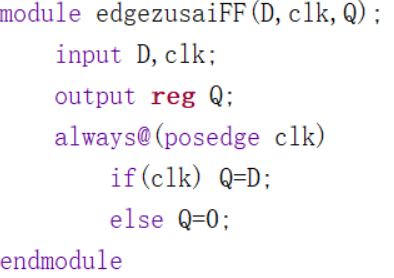 module edgezusaiFF(D,clk,Q);
input D,clk;
output reg Q;
always@(posedge clk)
if(clk) Q=D;
else Q=0;
endmodule